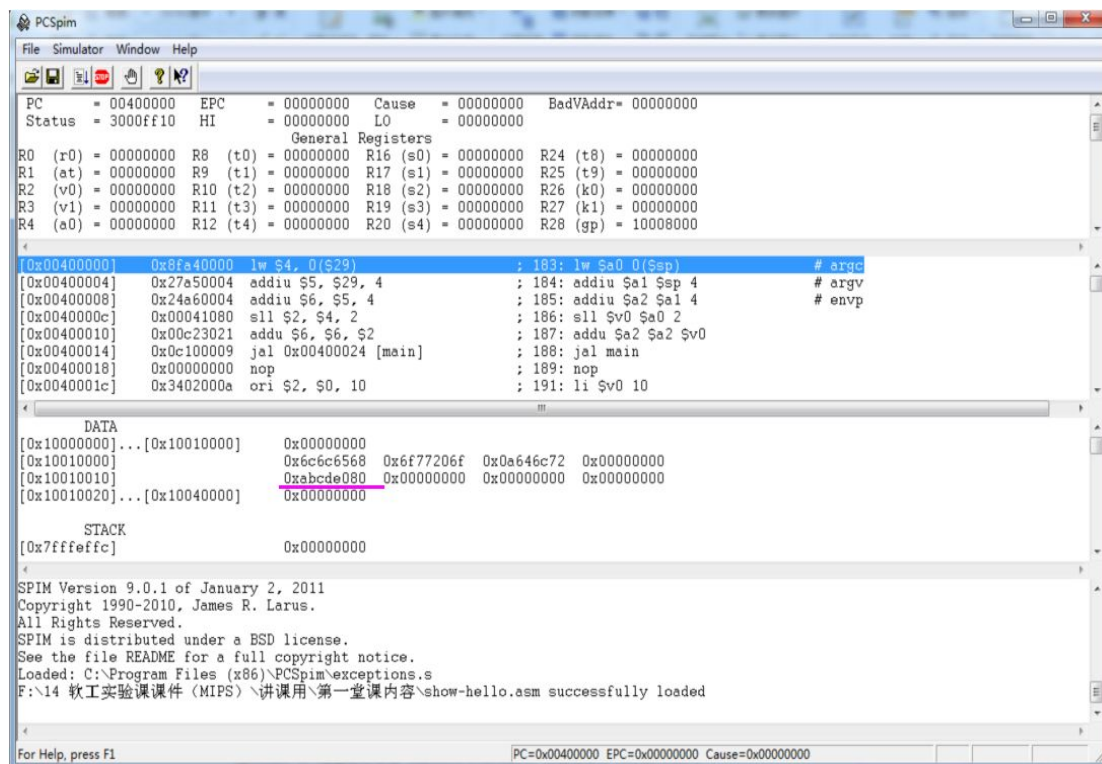 PCSpim
File Simulator Window Help
PC = 00400000 EPC = 00000000 Cause = 00000000 BadVAddr= 00000000
Status = 3000ff10 HI = 00000000 LO = 00000000
General Registers
R0 (r0) = 00000000 R8 (t0) = 00000000 R16 (s0) = 00000000 R24 (t8) = 00000000
R1 (at) = 00000000 R9 (t1) = 00000000 R17 (s1) = 00000000 R25 (t9) = 00000000
R2 (v0) = 00000000 R10 (t2) = 00000000 R18 (s2) = 00000000 R26 (k0) = 00000000
R3 (v1) = 00000000 R11 (t3) = 00000000 R19 (s3) = 00000000 R27 (k1) = 00000000
R4 (a0) = 00000000 R12 (t4) = 00000000 R20 (s4) = 00000000 R28 (gp) = 10008000
[0x00400000] 0x8fa40000 lw $4, 0($29) ; 183: lw $a0 0($sp) # argc
[0x00400004] 0x27a50004 addiu $5, $29, 4 ; 184: addiu $a1 $sp 4 # argv
[0x00400008] 0x24a60004 addiu $6, $5, 4 ; 185: addiu $a2 $a1 4 # envp
[0x0040000c] 0x00041080 sll $2, $4, 2 ; 186: sll $v0 $a0 2
[0x00400010] 0x00c23021 addu $6, $6, $2 ; 187: addu $a2 $a2 $v0
[0x00400014] 0x0c100009 jal 0x00400024 [main] ; 188: jal main
[0x00400018] 0x00000000 nop ; 189: nop
[0x0040001c] 0x3402000a ori $2, $0, 10 ; 191: li $v0 10
DATA
[0x10000000]...[0x10010000] 0x00000000
[0x10010000] 0x6c6c6568 0x6f77206f 0x0a646c72 0x00000000
[0x10010010] 0xabcde080 0x00000000 0x00000000 0x00000000
[0x10010020]...[0x10040000] 0x00000000
STACK
[0x7fffeffc] 0x00000000
SPIM Version 9.0.1 of January 2, 2011
Copyright 1990-2010, James R. Larus.
All Rights Reserved.
SPIM is distributed under a BSD license.
See the file README for a full copyright notice.
Loaded: C:\Program Files (x86)\PCSpim\exceptions.s
F:\14 软工实验课课件（MIPS）\讲课用\第一堂课内容\show-hello.asm successfully loaded
For Help, press F1 PC=0x00400000 EPC=0x00000000 Cause=0x00000000